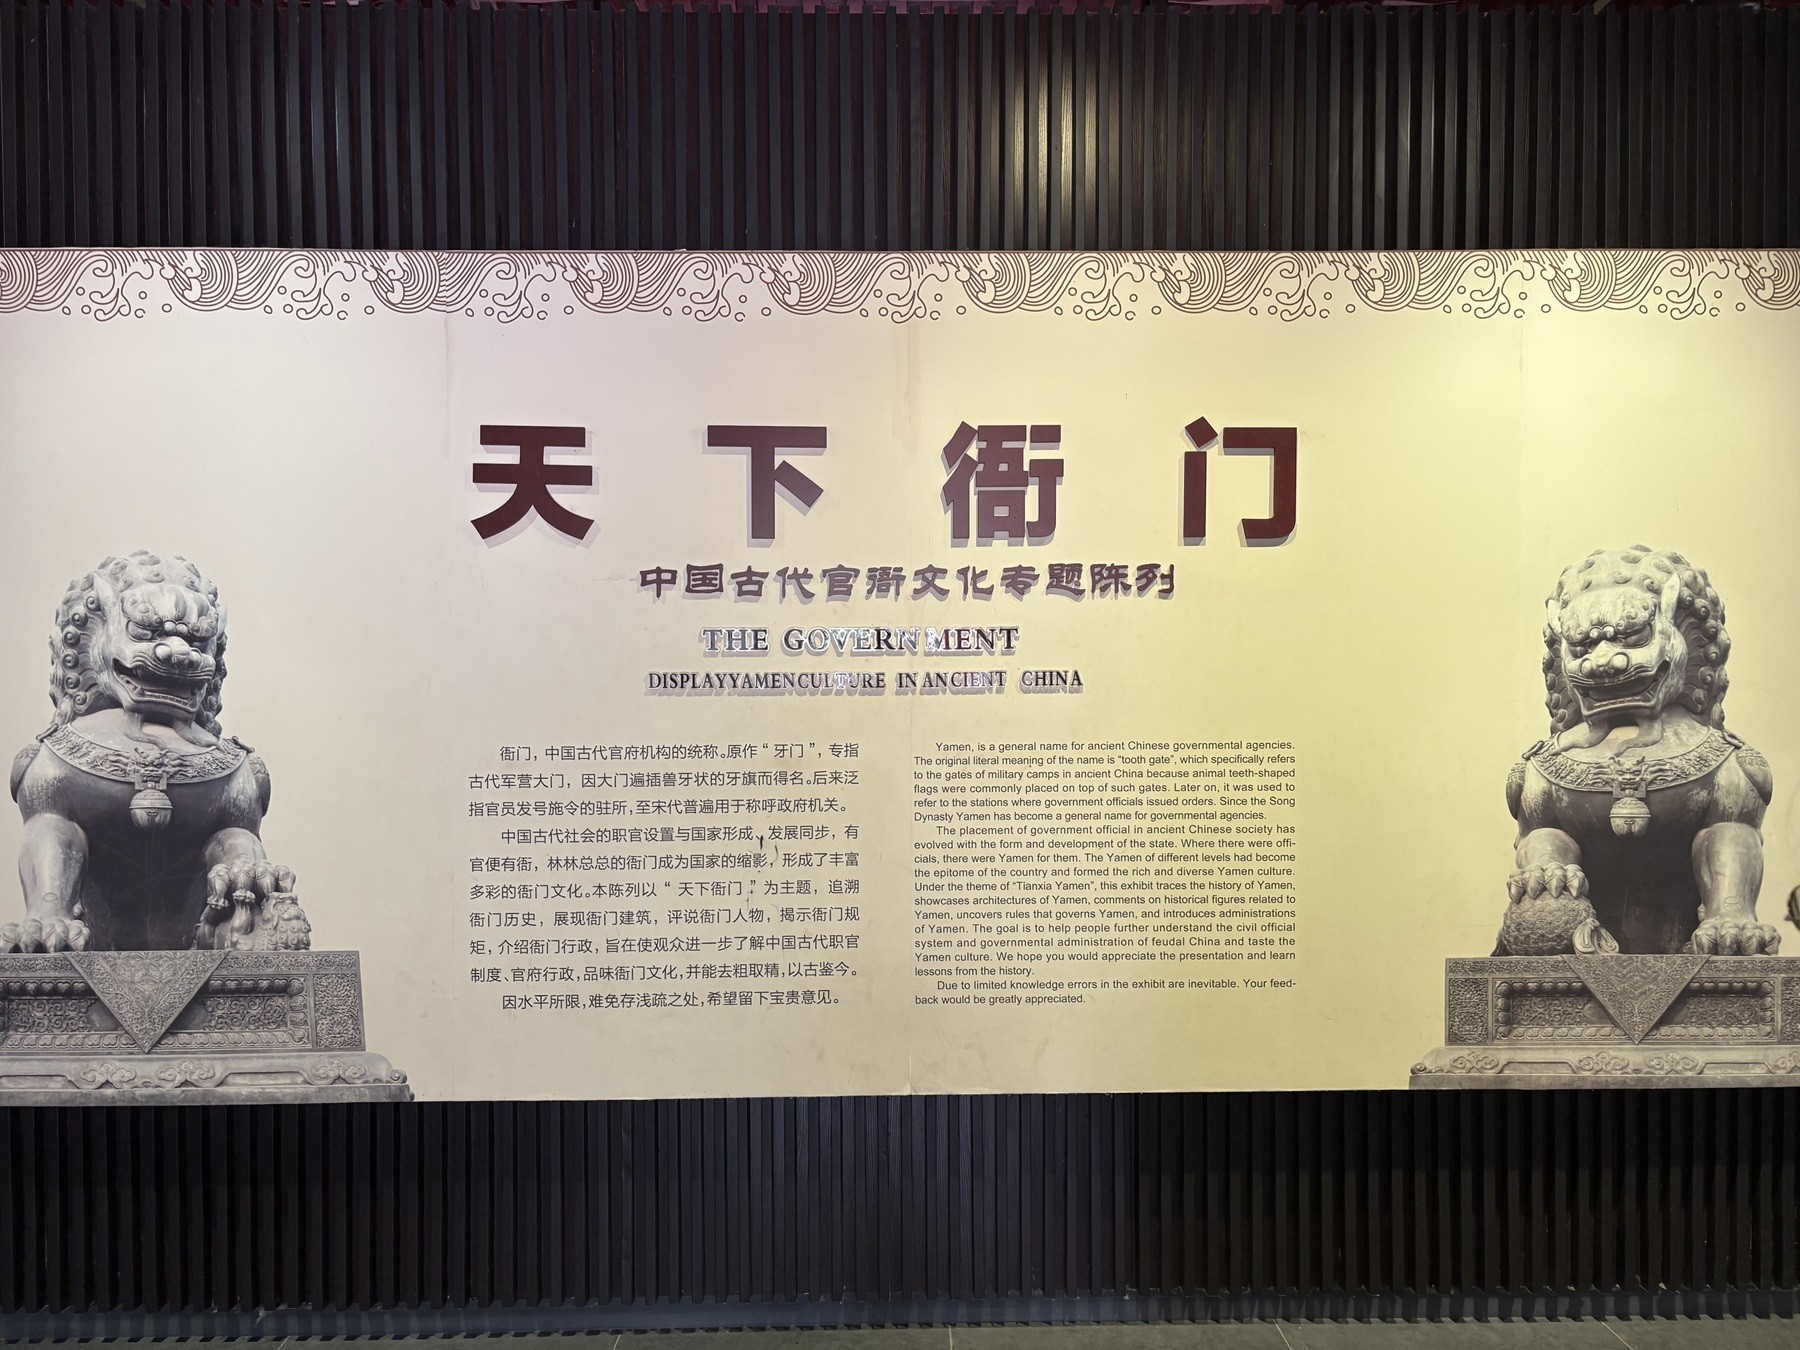 天下衙门
中国古代官衙文化专题陈列
THE GOVERNMENT
DISPLAYYAMENCULTURE IN ANCIENT CHINA
衙门，中国古代官府机构的统称。原作“牙门”，专指
古代军营大门，因大门遍插兽牙状的牙旗而得名。后来泛
指官员发号施令的驻所，至宋代普遍用于称呼政府机关。
中国古代社会的职官设置与国家形成、发展同步，有
官便有衙，林林总总的衙门成为国家的缩影，形成了丰富
多彩的衙门文化。本陈列以“天下衙门”为主题，追溯
衙门历史，展现衙门建筑，评说衙门人物，揭示衙门规
矩，介绍衙门行政，旨在使观众进一步了解中国古代职官
制度、官府行政，品味衙门文化，并能去粗取精，以古鉴今。
因水平所限，难免存浅疏之处，希望留下宝贵意见。
Yamen, is a general name for ancient Chinese governmental agencies.
The original literal meaning of the name is “tooth gate”, which specifically refers
to the gates of military camps in ancient China because animal teeth-shaped
flags were commonly placed on top of such gates. Later on, it was used to
refer to the stations where government officials issued orders. Since the Song
Dynasty Yamen has become a general name for governmental agencies.
The placement of government official in ancient Chinese society has
evolved with the form and development of the state. Where there were offi-
cials, there were Yamen for them. The Yamen of different levels had become
the epitome of the country and formed the rich and diverse Yamen culture.
Under the theme of “Tianxia Yamen”, this exhibit traces the history of Yamen,
showcases architectures of Yamen, comments on historical figures related to
Yamen, uncovers rules that governs Yamen, and introduces administrations
of Yamen. The goal is to help people further understand the civil official
system and governmental administration of feudal China and taste the
Yamen culture. We hope you would appreciate the presentation and learn
lessons from the history.
Due to limited knowledge errors in the exhibit are inevitable. Your feed-
back would be greatly appreciated.